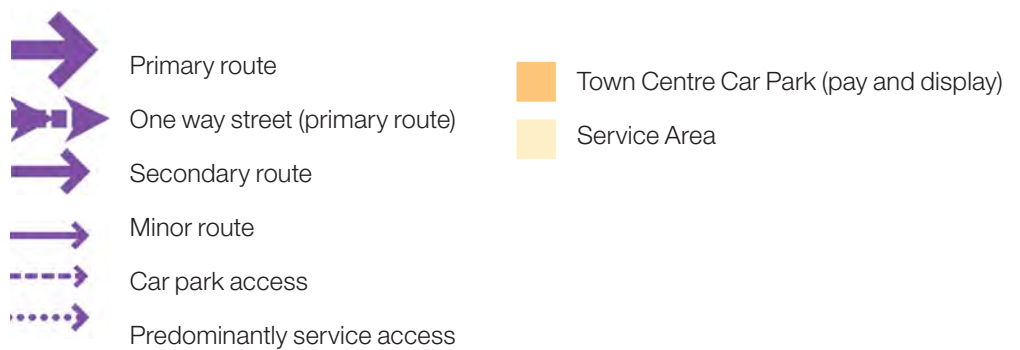 Primary route
One way street (primary route)
Secondary route
Minor route
Car park access
Predominantly service access
Town Centre Car Park (pay and display)
Service Area